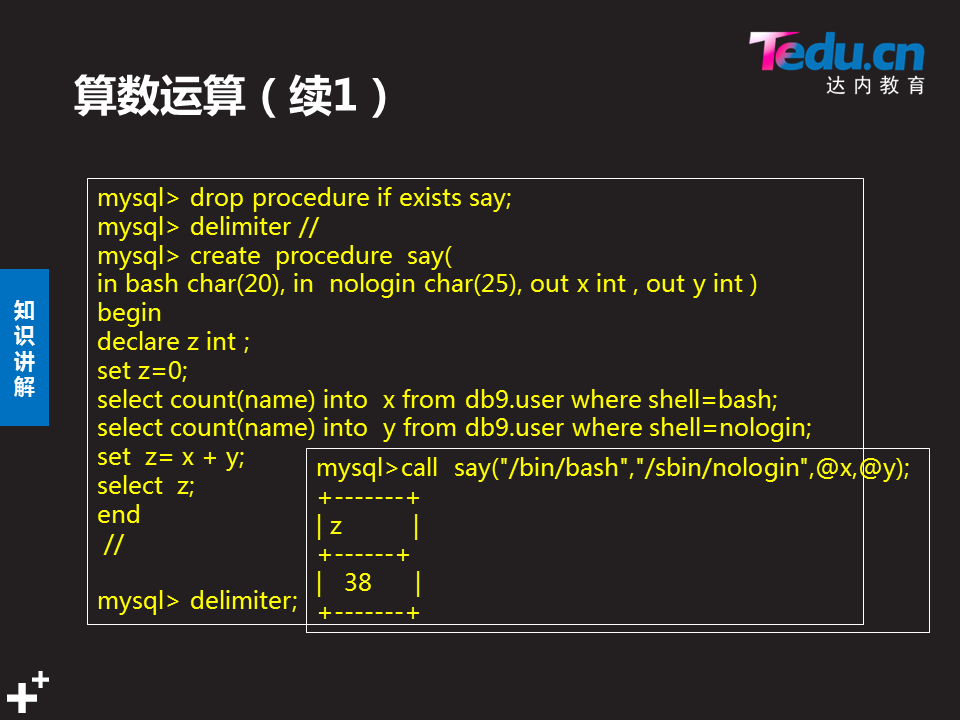 Tedu.cn
达内教育
算数运算（续1）
知识讲解
mysql> drop procedure if exists say;
mysql> delimiter //
mysql> create  procedure  say(
in bash char(20), in  nologin char(25), out x int , out y int )
begin
declare z int ;
set z=0;
select count(name) into  x from db9.user where shell=bash;
select count(name) into  y from db9.user where shell=nologin;
set  z= x + y;
select  z;
end
//
mysql> delimiter;
mysql>call  say("/bin/bash","/sbin/nologin",@x,@y);
+-------+
| z          |
+------+
|   38      |
+-------+